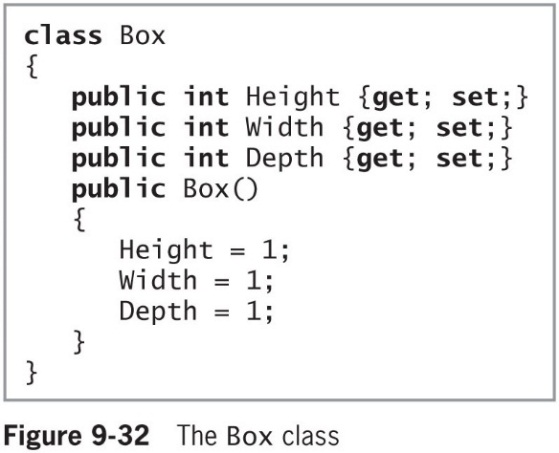 class Box
{
public int Height {get; set;}
public int Width {get; set;}
public int Depth {get; set;}
public Box()
{
Height = 1;
Width = 1;
Depth = 1;
}
}
Figure 9-32 The Box class